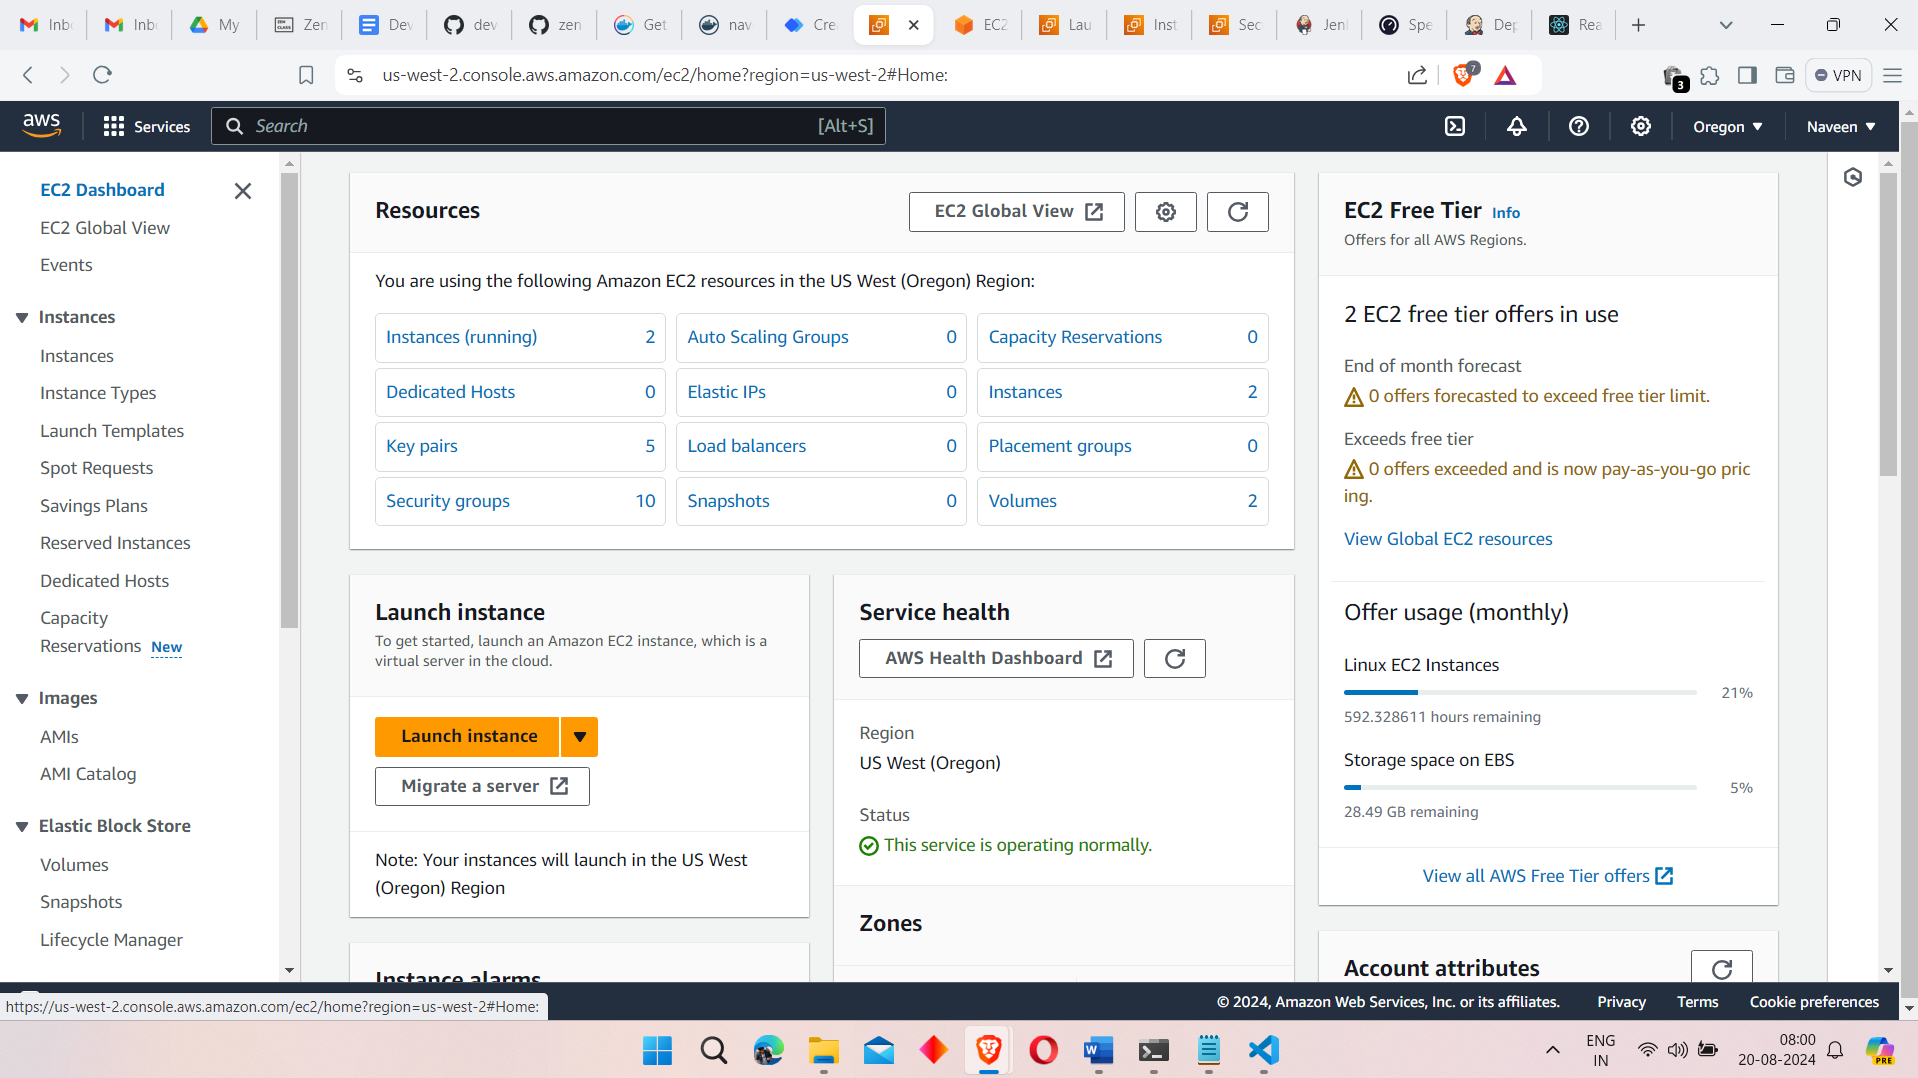 Inbo
Inbo
My
Zen
Dev
dev
zen
Get
nav
Crea
EC2
Lau
Inst
Sec
Jenl
Spe
Dep
Rea
us-west-2.console.aws.amazon.com/ec2/home?region=us-west-2#Home:
7
3
VPN
aws
Services
Search
[Alt+S]
Oregon
Naveen
EC2 Dashboard
EC2 Global View
Events
Instances
Instances
Instance Types
Launch Templates
Spot Requests
Savings Plans
Reserved Instances
Dedicated Hosts
Capacity
Reservations New
Images
AMIs
AMI Catalog
Elastic Block Store
Volumes
Snapshots
Lifecycle Manager
Resources
EC2 Global View
You are using the following Amazon EC2 resources in the US West (Oregon) Region:
Instances (running) 2
Auto Scaling Groups 0
Capacity Reservations 0
Dedicated Hosts 0
Elastic IPs 0
Instances 2
Key pairs 5
Load balancers 0
Placement groups 0
Security groups 10
Snapshots 0
Volumes 2
Launch instance
To get started, launch an Amazon EC2 instance, which is a
virtual server in the cloud.
Launch instance
Migrate a server
Note: Your instances will launch in the US West
(Oregon) Region
Instance alarms
Service health
AWS Health Dashboard
Region
US West (Oregon)
Status
This service is operating normally.
Zones
EC2 Free Tier Info
Offers for all AWS Regions.
2 EC2 free tier offers in use
End of month forecast
0 offers forecasted to exceed free tier limit.
Exceeds free tier
0 offers exceeded and is now pay-as-you-go pric
ing.
View Global EC2 resources
Offer usage (monthly)
Linux EC2 Instances
21%
592.328611 hours remaining
Storage space on EBS
5%
28.49 GB remaining
View all AWS Free Tier offers
Account attributes
https://us-west-2.console.aws.amazon.com/ec2/home?region=us-west-2#Home:
© 2024, Amazon Web Services, Inc. or its affiliates.
Privacy
Terms
Cookie preferences
ENG
IN
08:00
20-08-2024
PRE